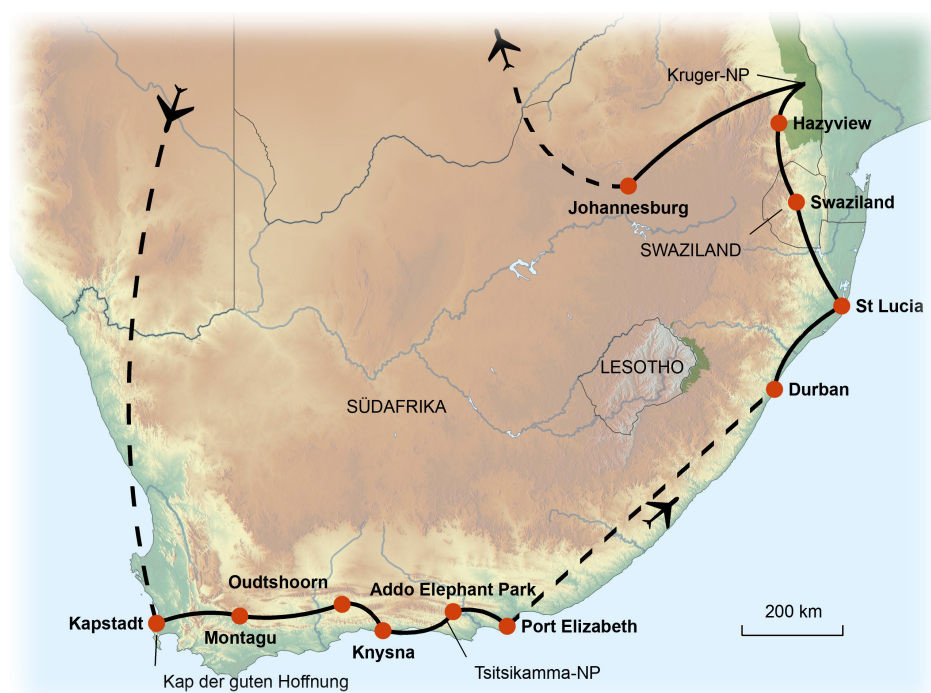 Kruger-NP
Hazyview
Johannesburg
Swaziland
SWAZILAND
St Lucia
LESOTHO
Durban
SÜDAFRIKA
Oudtshoorn
Addo Elephant Park
200 km
Kapstadt
Montagu
Port Elizabeth
Knysna
Tsitsikamma-NP
Kap der guten Hoffnung